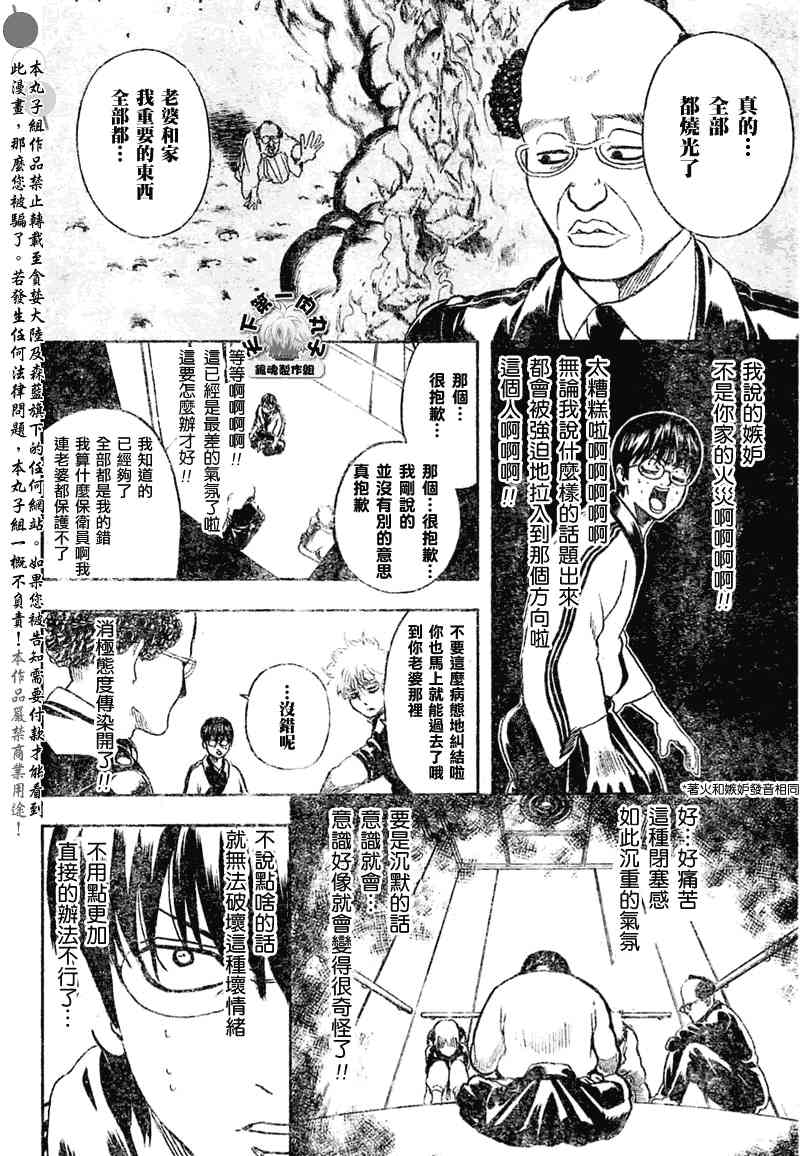 真的…
全部
都燒光了
老婆和家
我重要的東西
全部都…
我說的嫉妒
不是你家的火災啊啊啊啊!!
太糟糕啦啊啊啊啊啊
無論我說什麼樣的話題出來
都會被強迫地拉入到那個方向啦
這個人啊啊啊!!
*著火和嫉妒發音相同
那個…
很抱歉…
那個…很抱歉…
我剛說的
並沒有別的意思
真抱歉
等等啊啊啊啊!!
這已經是最差的氣氛了啦
這要怎麼辦才好!!
我知道的
已經夠了
全部都是我的錯
我算什麼保衛員啊我
連老婆都保護不了
不要這麼病態地糾結啦
你也馬上就能過去了哦
到你老婆那裡
…沒錯呢
消極態度傳染開了!!
好…好痛苦
這種閉塞感
如此沉重的氣氛
要是沉默的話
意識就會…
意識好像就會變得很奇怪了!!
不說點啥的話
就無法破壞這種壞情緒
不用點更加
直接的辦法不行了…
天下第一肉丸子
銀魂製作組
本丸子組作品禁止轉載至貪婪大陸及森藍旗下的任何網站。如果您被告知需要付款才能看到
此漫畫，那麼您被騙了。若發生任何法律問題，本丸子組一概不負責！本作品嚴禁商業用途！